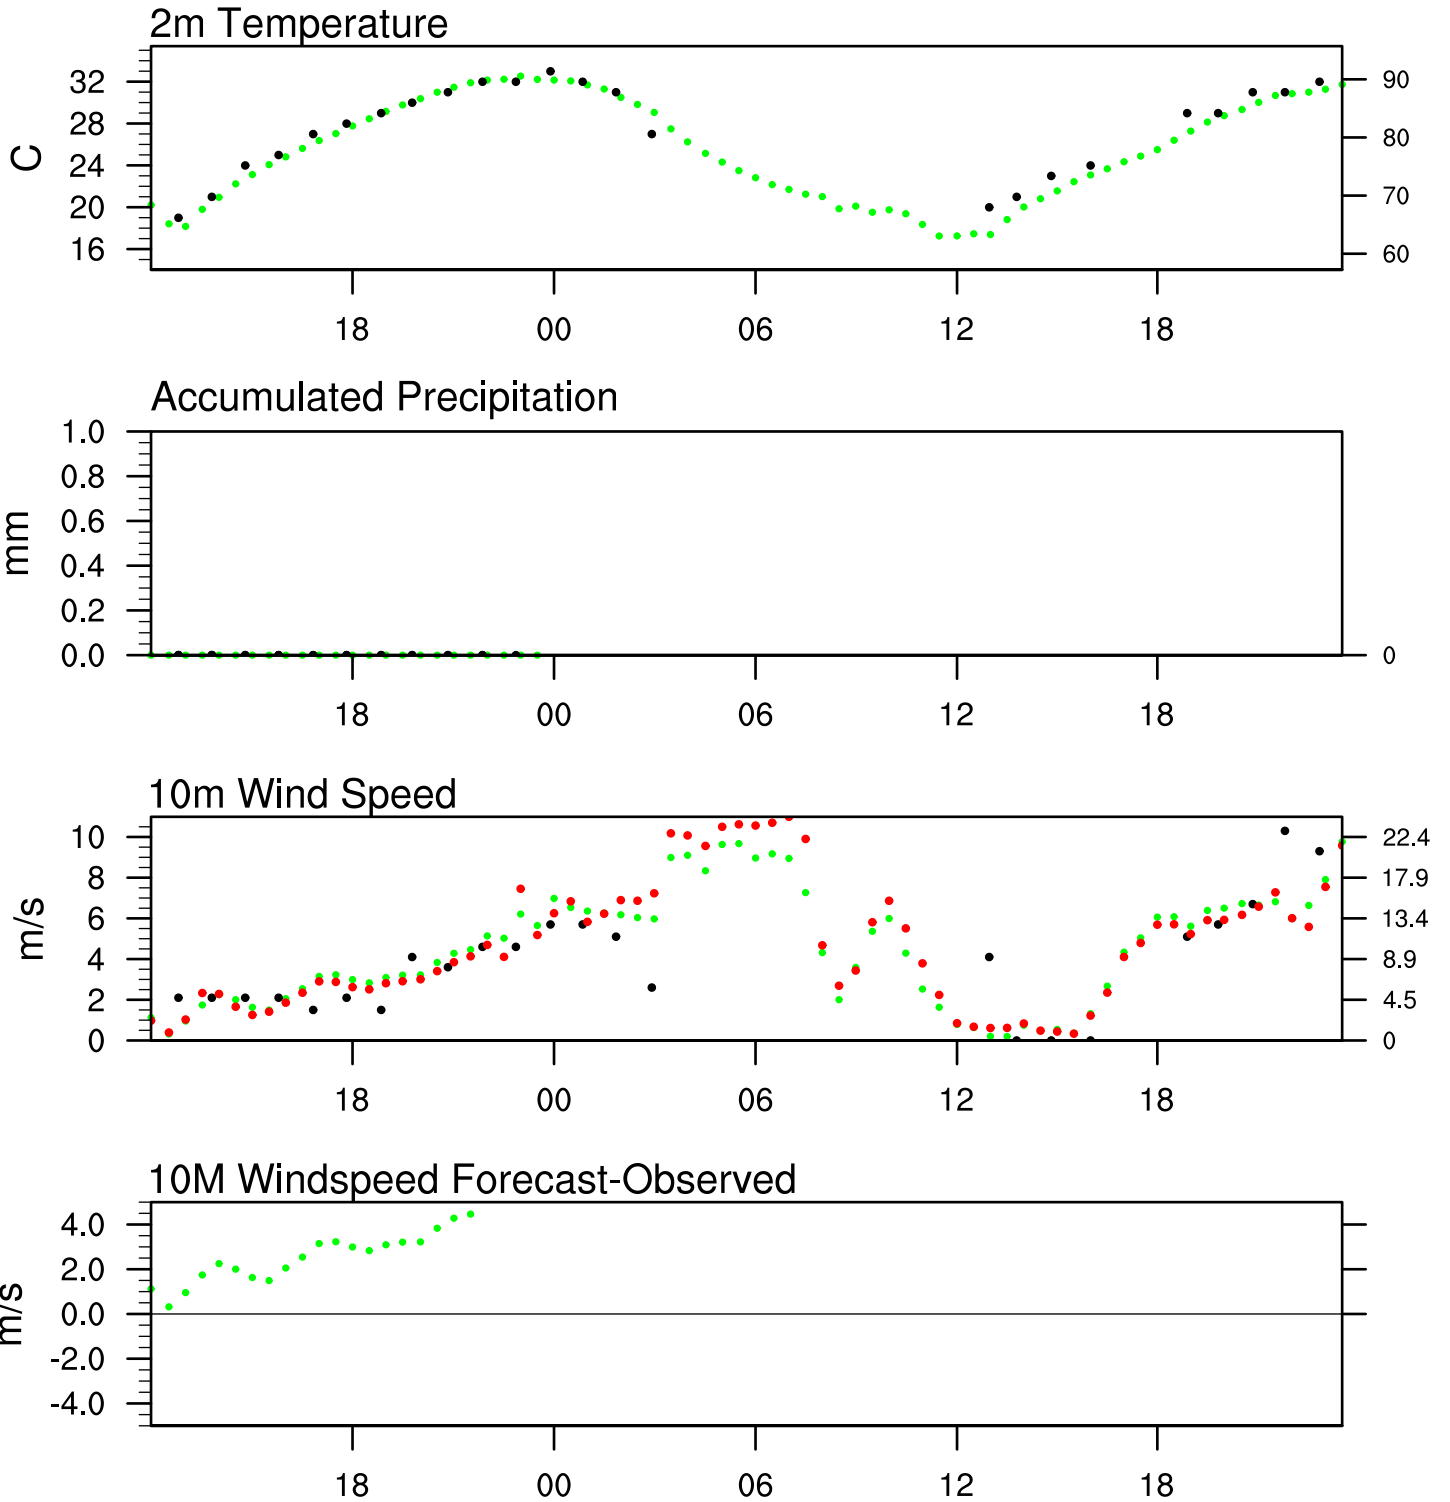 2m Temperature
32 90
28 80
C
24
20 70
16 60
18 00 06 12 18
Accumulated Precipitation
1.0
0.8
0.6
mm
0.4
0.2
0.0 0
18 00 06 12 18
10m Wind Speed
10 22.4
8 17.9
6 13.4
m/s
4 8.9
2 4.5
0 0
18 00 06 12 18
10M Windspeed Forecast-Observed
4.0
2.0
0.0
m/s
-2.0
-4.0
18 00 06 12 18